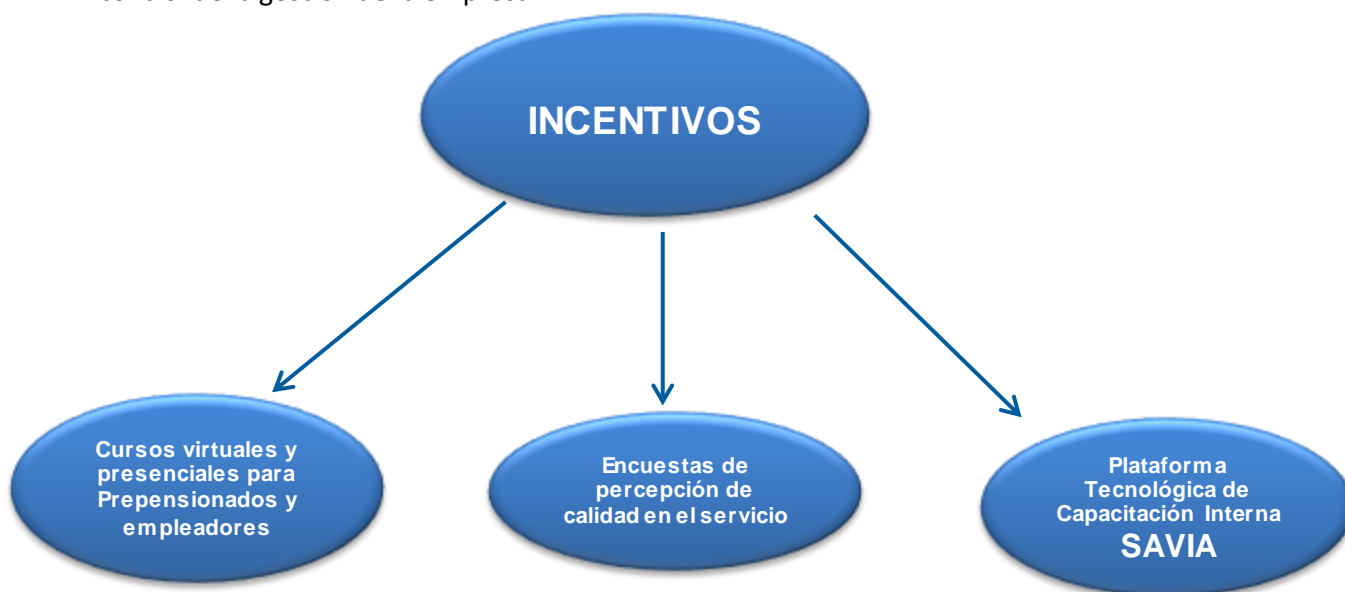 INCENTIVOS
Cursos virtuales y
presenciales para
Prepensionados y
empleadores
Encuestas de
percepción de
calidad en el servicio
Plataforma
Tecnológica de
Capacitación Interna
SAVIA